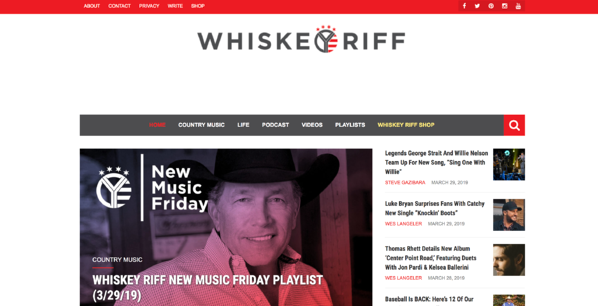 ABOUT CONTACT PRIVACY WRITE SHOP
WHISKEY RIFF
HOME COUNTRY MUSIC LIFE PODCAST VIDEOS PLAYLISTS WHISKEY RIFF SHOP
New
Music
Friday
COUNTRY MUSIC
WHISKEY RIFF NEW MUSIC FRIDAY PLAYLIST
(3/29/19)
Legends George Strait And Willie Nelson
Team Up For New Song, “Sing One With
Willie”
STEVE GAZIBARA MARCH 29, 2019
Luke Bryan Surprises Fans With Catchy
New Single “Knockin’ Boots”
WES LANGELER MARCH 29, 2019
Thomas Rhett Details New Album
‘Center Point Road,’ Featuring Duets
With Jon Pardi & Kelsea Ballerini
WES LANGELER MARCH 29, 2019
Baseball Is BACK: Here’s 12 Of Our